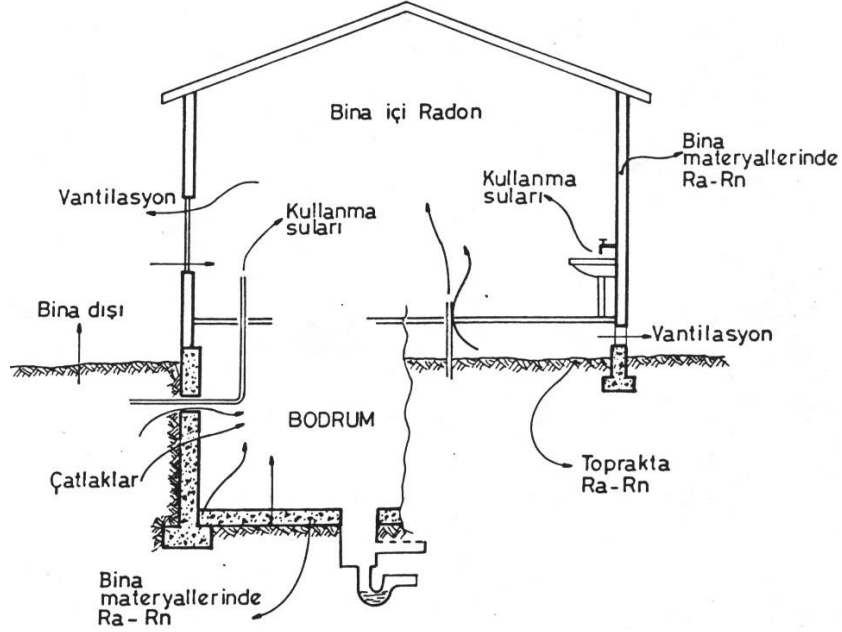 Bina içi Radon
Bina
materyallerinde
Ra-Rn
Vantilasyon
Kullanma
suları
Kullanma
suları
Bina dışı
Vantilasyon
BODRUM
Çatlaklar
Toprakta
Ra-Rn
Bina
materyallerinde
Ra-Rn